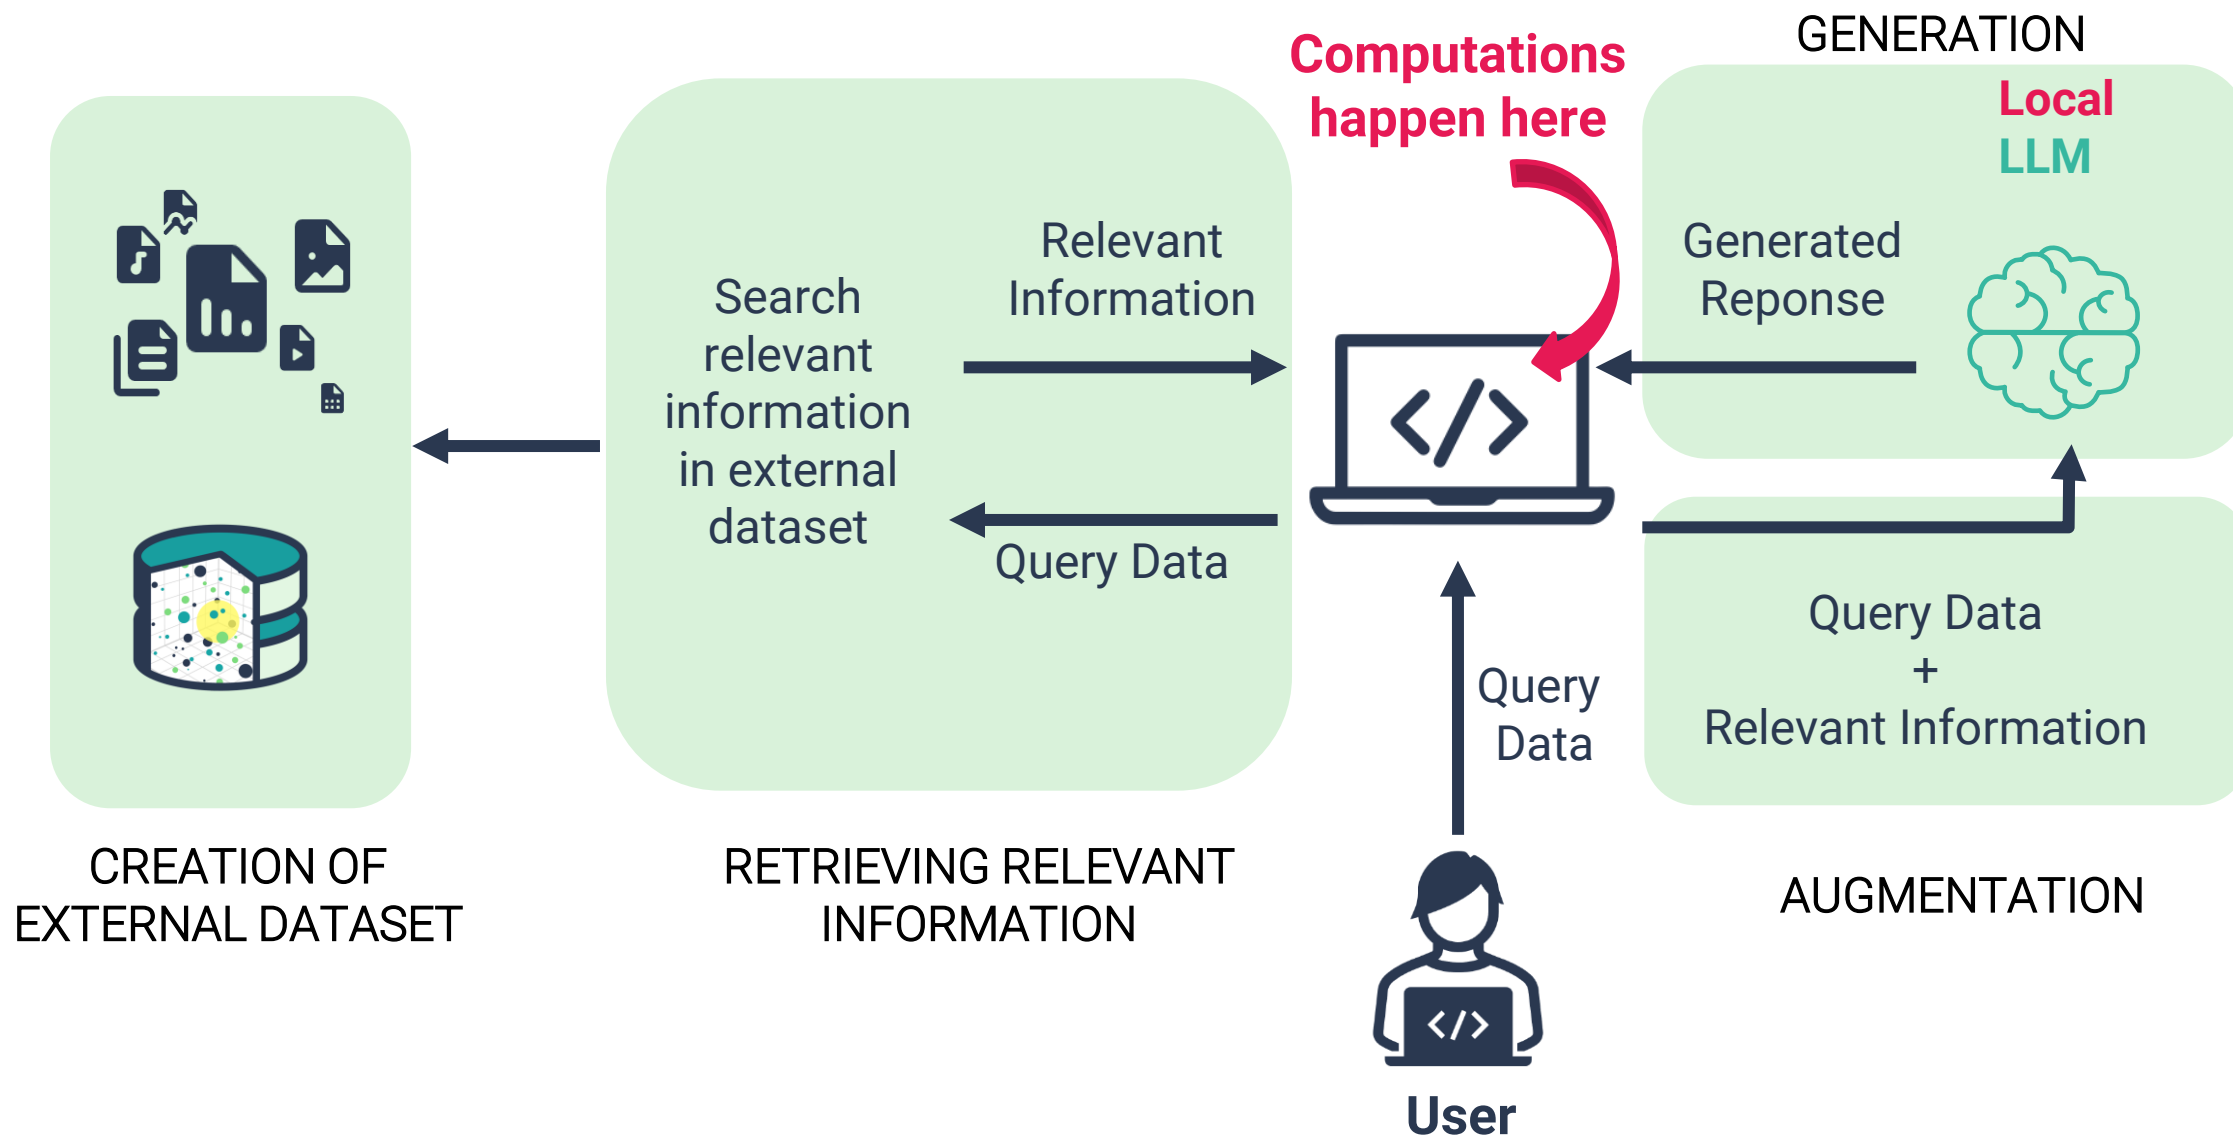 GENERATION
Computations
happen here
Local
LLM
Relevant
Information
Generated
Reponse
Search
relevant
information
in external
dataset
</>
Query Data
Query Data
+
Relevant Information
Query
Data
CREATION OF
EXTERNAL DATASET
RETRIEVING RELEVANT
INFORMATION
AUGMENTATION
</>
User